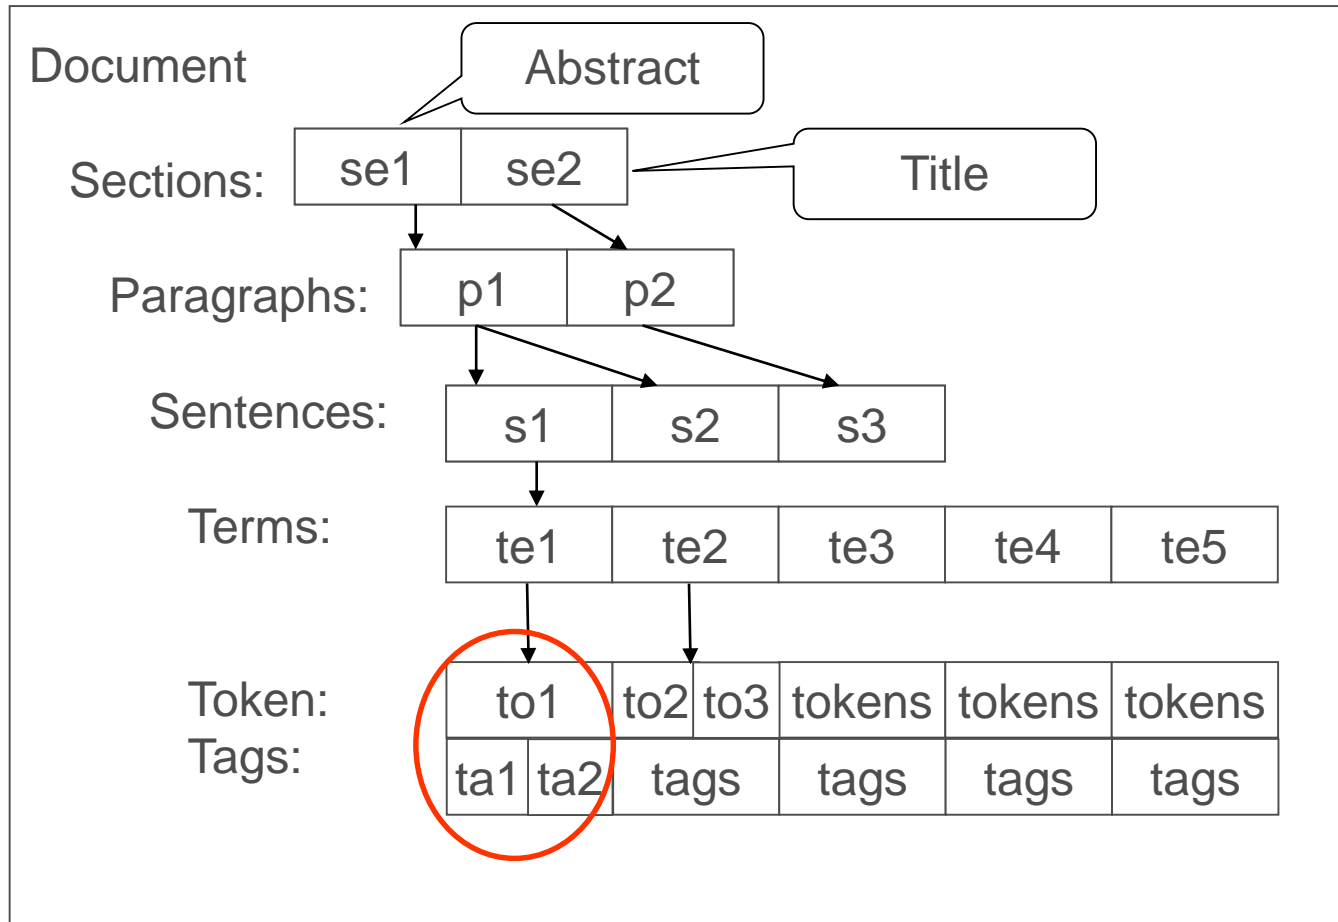 Document
Abstract
Title
Sections: se1 se2
Paragraphs: p1 p2
Sentences: s1 s2 s3
Terms: te1 te2 te3 te4 te5
Token: to1 to2 to3 tokens tokens tokens
Tags: ta1 ta2 tags tags tags tags